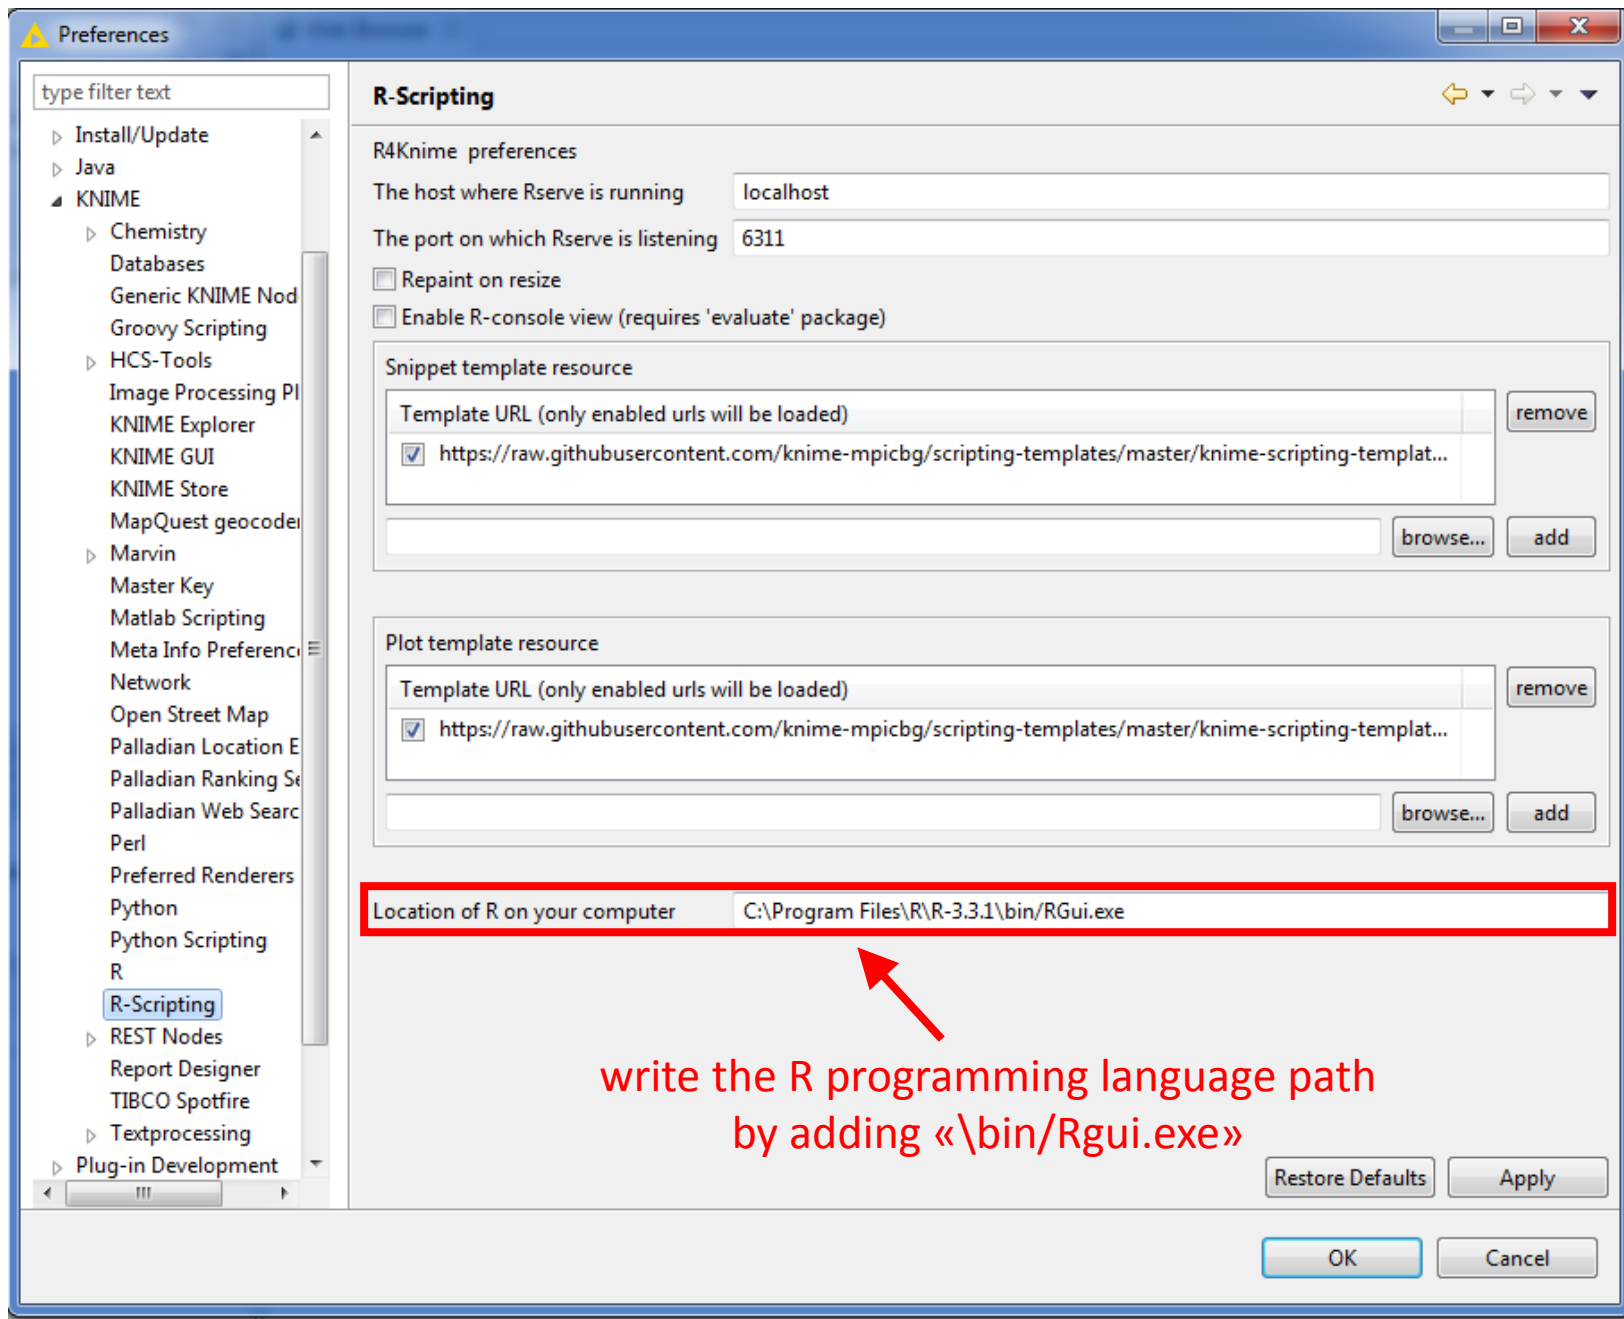 Preferences
type filter text
Install/Update
Java
KNIME
Chemistry
Databases
Generic KNIME Nod
Groovy Scripting
HCS-Tools
Image Processing Pl
KNIME Explorer
KNIME GUI
KNIME Store
MapQuest geocoder
Marvin
Master Key
Matlab Scripting
Meta Info Preferenc
Network
Open Street Map
Palladian Location E
Palladian Ranking Se
Palladian Web Searc
Perl
Preferred Renderers
Python
Python Scripting
R
R-Scripting
REST Nodes
Report Designer
TIBCO Spotfire
Textprocessing
Plug-in Development
R-Scripting
R4Knime preferences
The host where Rserve is running localhost
The port on which Rserve is listening 6311
Repaint on resize
Enable R-console view (requires 'evaluate' package)
Snippet template resource
Template URL (only enabled urls will be loaded)
remove
https://raw.githubusercontent.com/knime-mpicbg/scripting-templates/master/knime-scripting-templat...
browse... add
Plot template resource
Template URL (only enabled urls will be loaded)
remove
https://raw.githubusercontent.com/knime-mpicbg/scripting-templates/master/knime-scripting-templat...
browse... add
Location of R on your computer C:\Program Files\R\R-3.3.1\bin/RGui.exe
write the R programming language path
by adding «\bin/Rgui.exe»
Restore Defaults Apply
OK Cancel